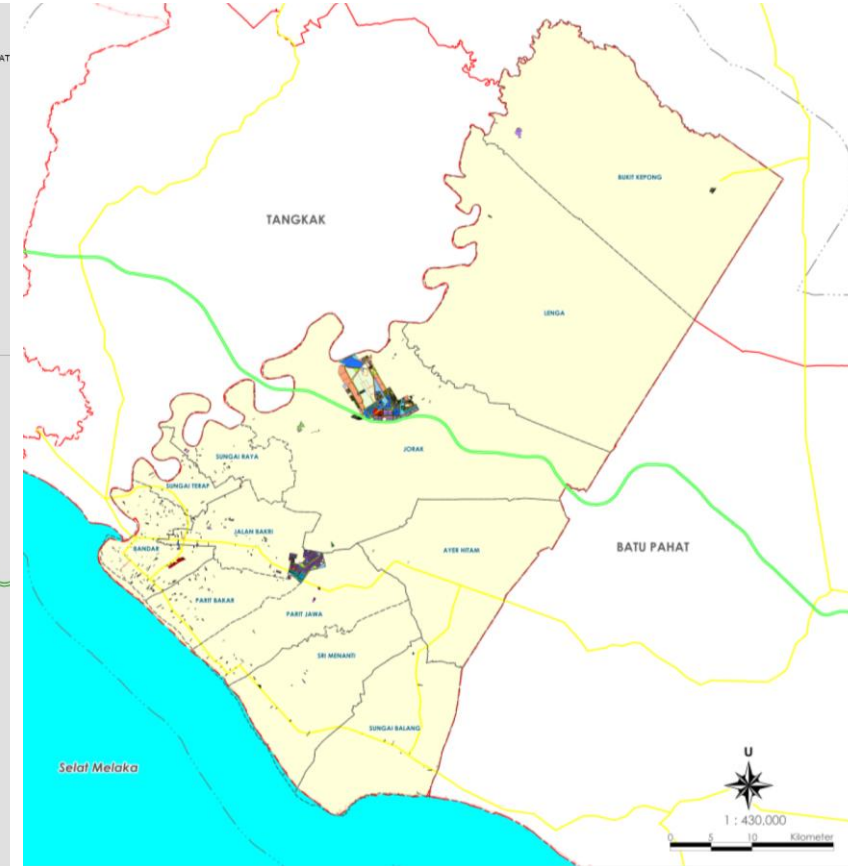 AT
BUKIT KEPONG
TANGKAK
LENGA
JORAK
SUNGAI RAYA
SUNGAI TERAP
JALAN BAKRI
BANDAR
AYER HITAM
BATU PAHAT
PARIT BAKAR
PARIT JAWA
SRI MENANTI
SUNGAI BALANG
Selat Melaka
U
1 : 430,000
0 5 10 Kilometer